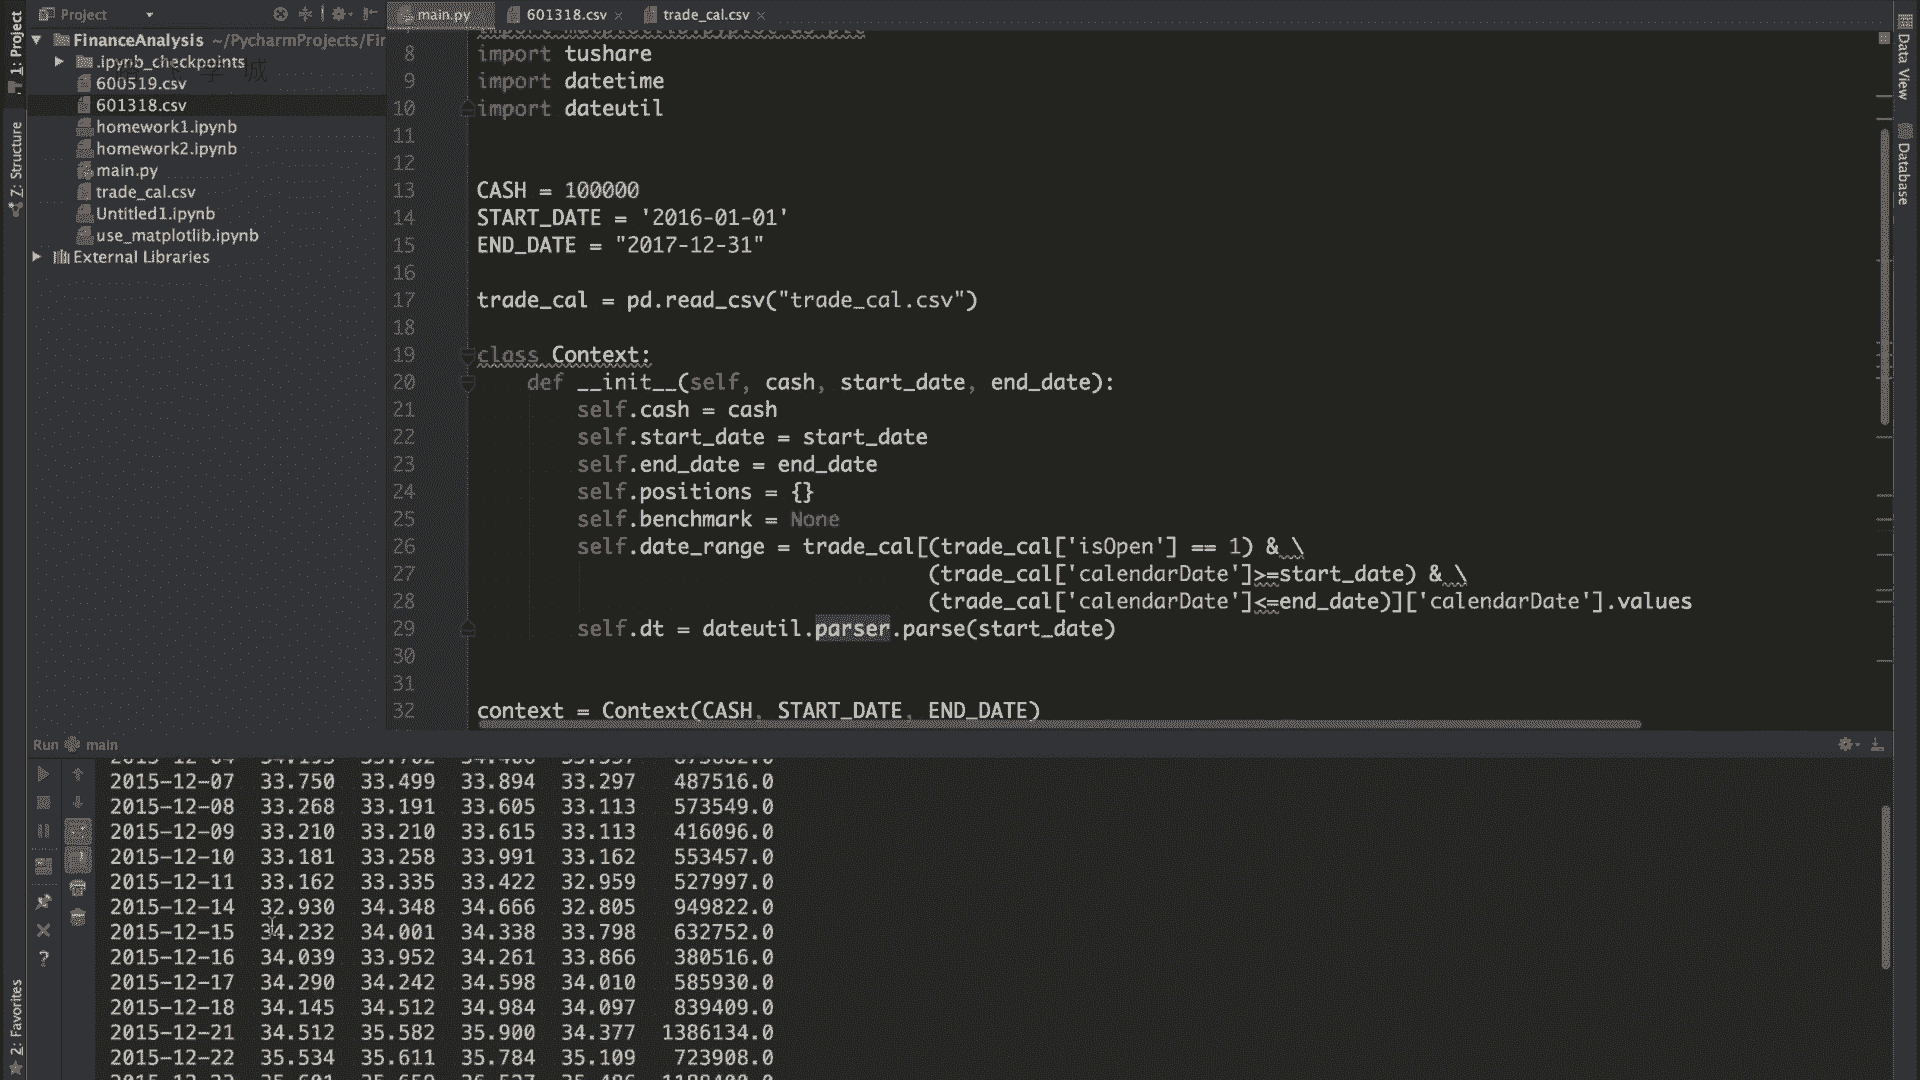 Project
main.py
601318.csv
trade_cal.csv
1: Project
FinanceAnalysis ~/PycharmProjects/Fir
.ipynb_checkpoints
学城
600519.csv
601318.csv
homework1.ipynb
homework2.ipynb
main.py
trade_cal.csv
Untitled1.ipynb
use_matplotlib.ipynb
External Libraries
Z: Structure
import matplotlib.pyplot as plt
8 import tushare
9 import datetime
10 import dateutil
11
12
13 CASH = 100000
14 START_DATE = '2016-01-01'
15 END_DATE = "2017-12-31"
16
17 trade_cal = pd.read_csv("trade_cal.csv")
18
19 class Context:
20 def __init__(self, cash, start_date, end_date):
21 self.cash = cash
22 self.start_date = start_date
23 self.end_date = end_date
24 self.positions = {}
25 self.benchmark = None
26 self.date_range = trade_cal[(trade_cal['isOpen'] == 1) & \
27 (trade_cal['calendarDate']>=start_date) & \
28 (trade_cal['calendarDate']<=end_date)]['calendarDate'].values
29 self.dt = dateutil.parser.parse(start_date)
30
31
32 context = Context(CASH, START_DATE, END_DATE)
Data View
Database
Run main
2015-12-07 33.750 33.499 33.894 33.297 487516.0
2015-12-08 33.268 33.191 33.605 33.113 573549.0
2015-12-09 33.210 33.210 33.615 33.113 416096.0
2015-12-10 33.181 33.258 33.991 33.162 553457.0
2015-12-11 33.162 33.335 33.422 32.959 527997.0
2015-12-14 32.930 34.348 34.666 32.805 949822.0
2015-12-15 34.232 34.001 34.338 33.798 632752.0
2015-12-16 34.039 33.952 34.261 33.866 380516.0
2015-12-17 34.290 34.242 34.598 34.010 585930.0
2015-12-18 34.145 34.512 34.984 34.097 839409.0
2015-12-21 34.512 35.582 35.900 34.377 1386134.0
2015-12-22 35.534 35.611 35.784 35.109 723908.0
2: Favorites